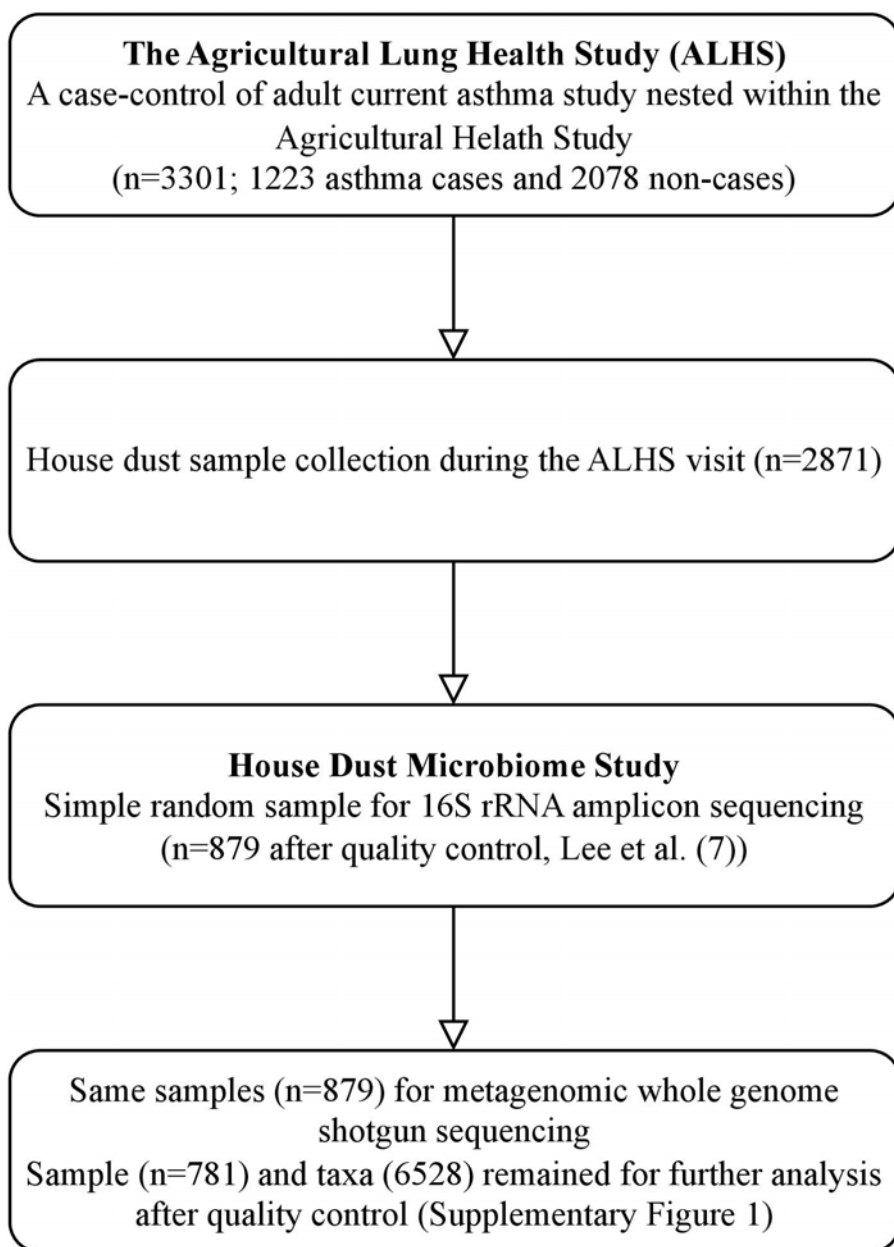 The Agricultural Lung Health Study (ALHS)
A case-control of adult current asthma study nested within the
Agricultural Helath Study
(n=3301; 1223 asthma cases and 2078 non-cases)
House dust sample collection during the ALHS visit (n=2871)
House Dust Microbiome Study
Simple random sample for 16S rRNA amplicon sequencing
(n=879 after quality control, Lee et al. (7))
Same samples (n=879) for metagenomic whole genome
shotgun sequencing
Sample (n=781) and taxa (6528) remained for further analysis
after quality control (Supplementary Figure 1)